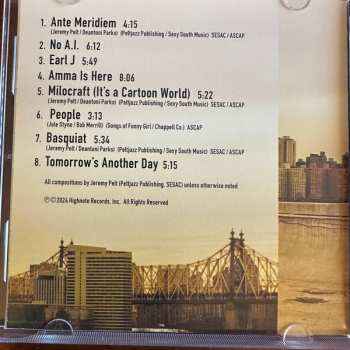 1. Ante Meridiem 4:15
(Jeremy Pelt / Deantoni Parks) (Peltjazz Publishing / Sexy South Music) SESAC / ASCAP
2. No A.I. 6:12
3. Earl J 5:49
4. Amma Is Here 8:06
5. Milocraft (It's a Cartoon World) 5:22
(Jeremy Pelt / Deantoni Parks) (Peltjazz Publishing / Sexy South Music) SESAC / ASCAP
6. People 3:13
(Jule Styne / Bob Merrill) (Songs of Funny Girl / Chappell Co.) ASCAP
7. Basquiat 5:34
(Jeremy Pelt / Deantoni Parks) (Peltjazz Publishing / Sexy South Music) SESAC / ASCAP
8. Tomorrow's Another Day 5:15
All compositions by Jeremy Pelt (Peltjazz Publishing, SESAC) unless otherwise noted
℗©2024 Highnote Records, Inc. All Rights Reserved